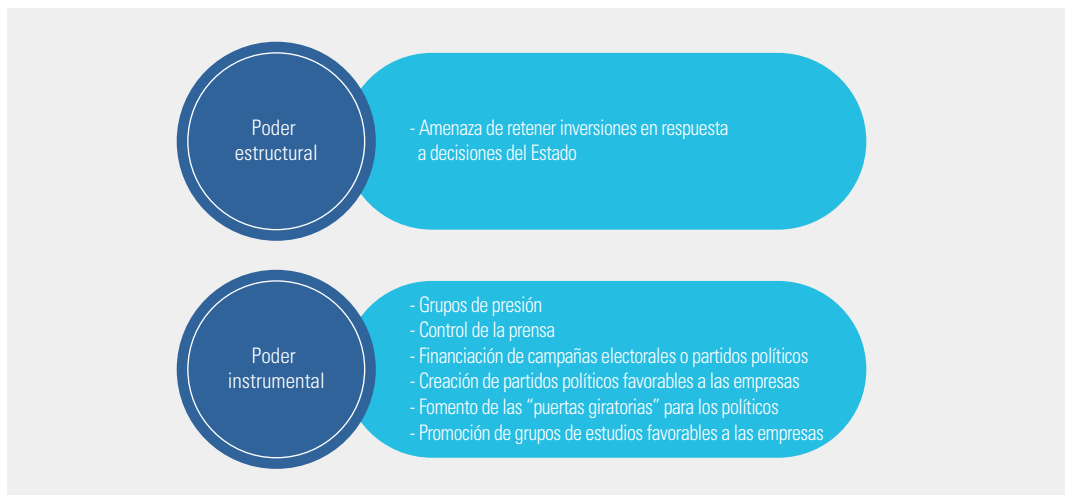 Poder
estructural
- Amenaza de retener inversiones en respuesta
a decisiones del Estado
Poder
instrumental
- Grupos de presión
- Control de la prensa
- Financiación de campañas electorales o partidos políticos
- Creación de partidos políticos favorables a las empresas
- Fomento de las “puertas giratorias” para los políticos
- Promoción de grupos de estudios favorables a las empresas